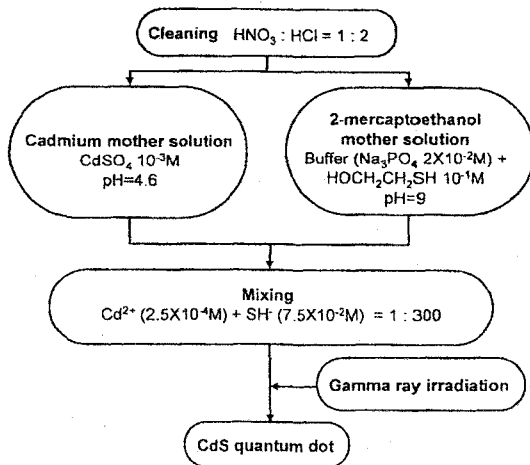 Cleaning HNO₃ : HCl = 1 : 2
Cadmium mother solution
CdSO₄ 10⁻³M
pH=4.6
2-mercaptoethanol
mother solution
Buffer (Na₃PO₄ 2X10⁻²M) +
HOCH₂CH₂SH 10⁻¹M
pH=9
Mixing
Cd²⁺ (2.5X10⁻⁴M) + SH⁻ (7.5X10⁻²M) = 1 : 300
Gamma ray irradiation
CdS quantum dot